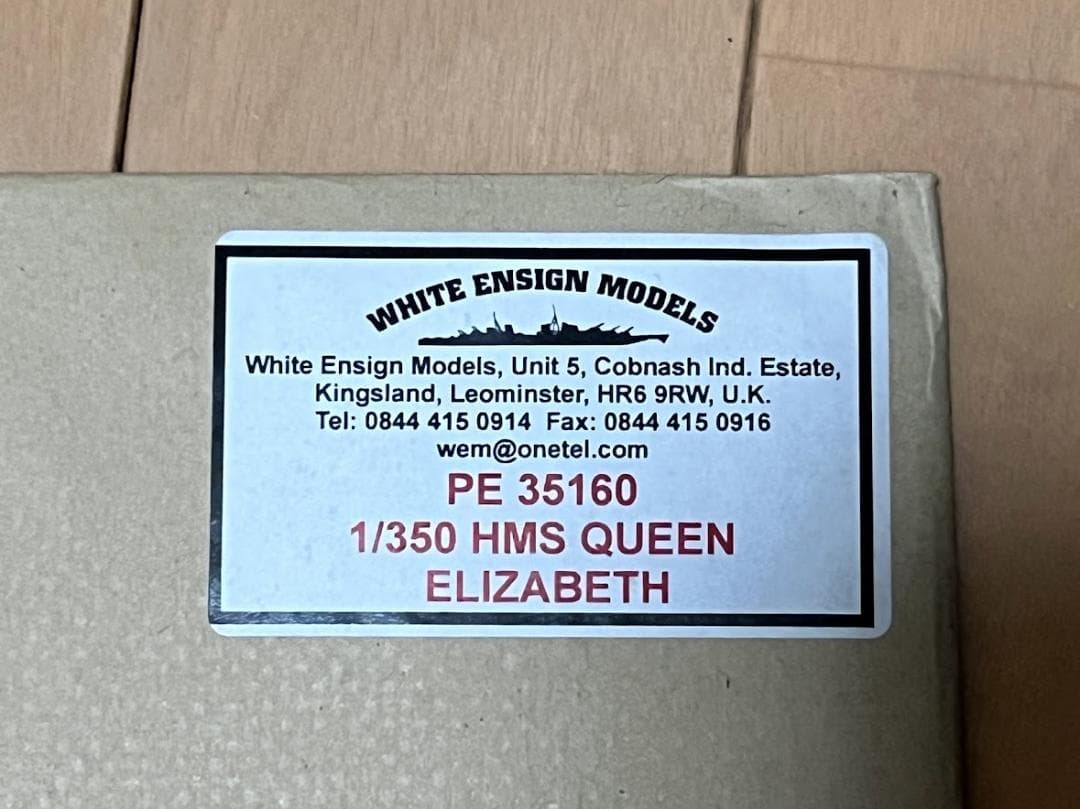 WHITE ENSIGN MODELS
White Ensign Models, Unit 5, Cobnash Ind. Estate,
Kingsland, Leominster, HR6 9RW, U.K.
Tel: 0844 415 0914 Fax: 0844 415 0916
wem@onetel.com
PE 35160
1/350 HMS QUEEN
ELIZABETH